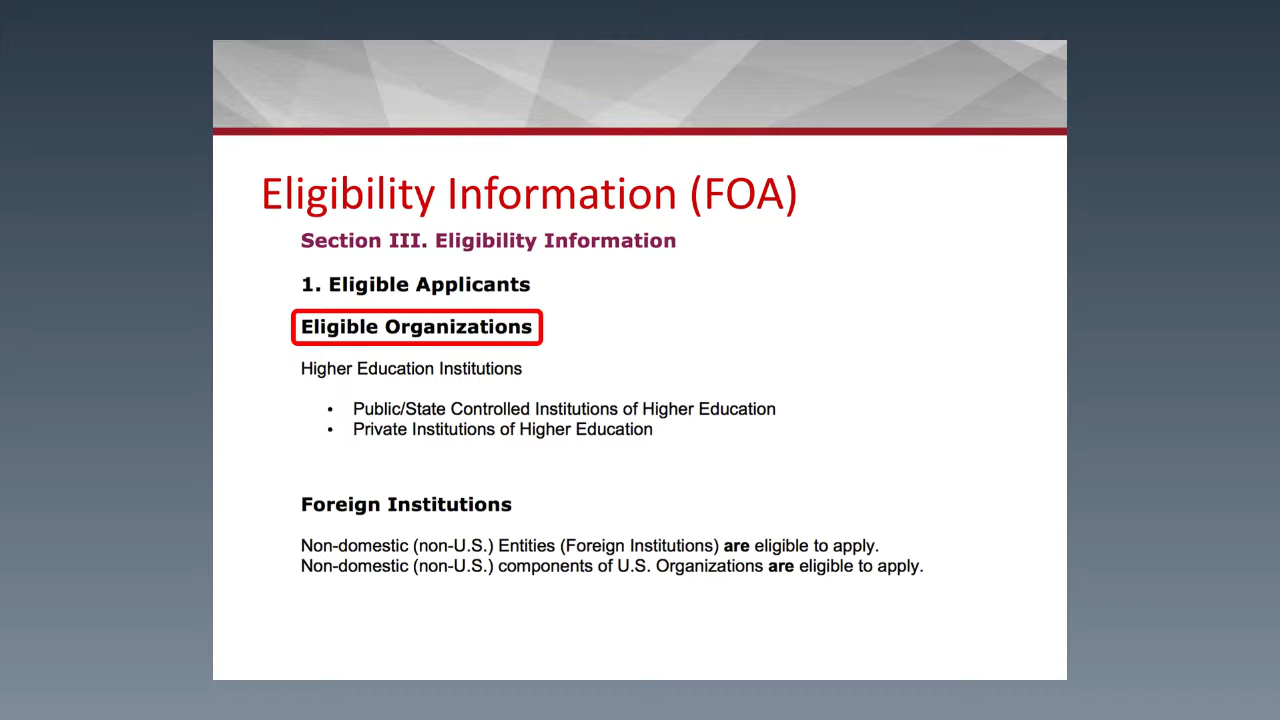 Eligibility Information (FOA)
Section III. Eligibility Information
1. Eligible Applicants
Eligible Organizations
Higher Education Institutions
• Public/State Controlled Institutions of Higher Education
• Private Institutions of Higher Education
Foreign Institutions
Non-domestic (non-U.S.) Entities (Foreign Institutions) are eligible to apply.
Non-domestic (non-U.S.) components of U.S. Organizations are eligible to apply.